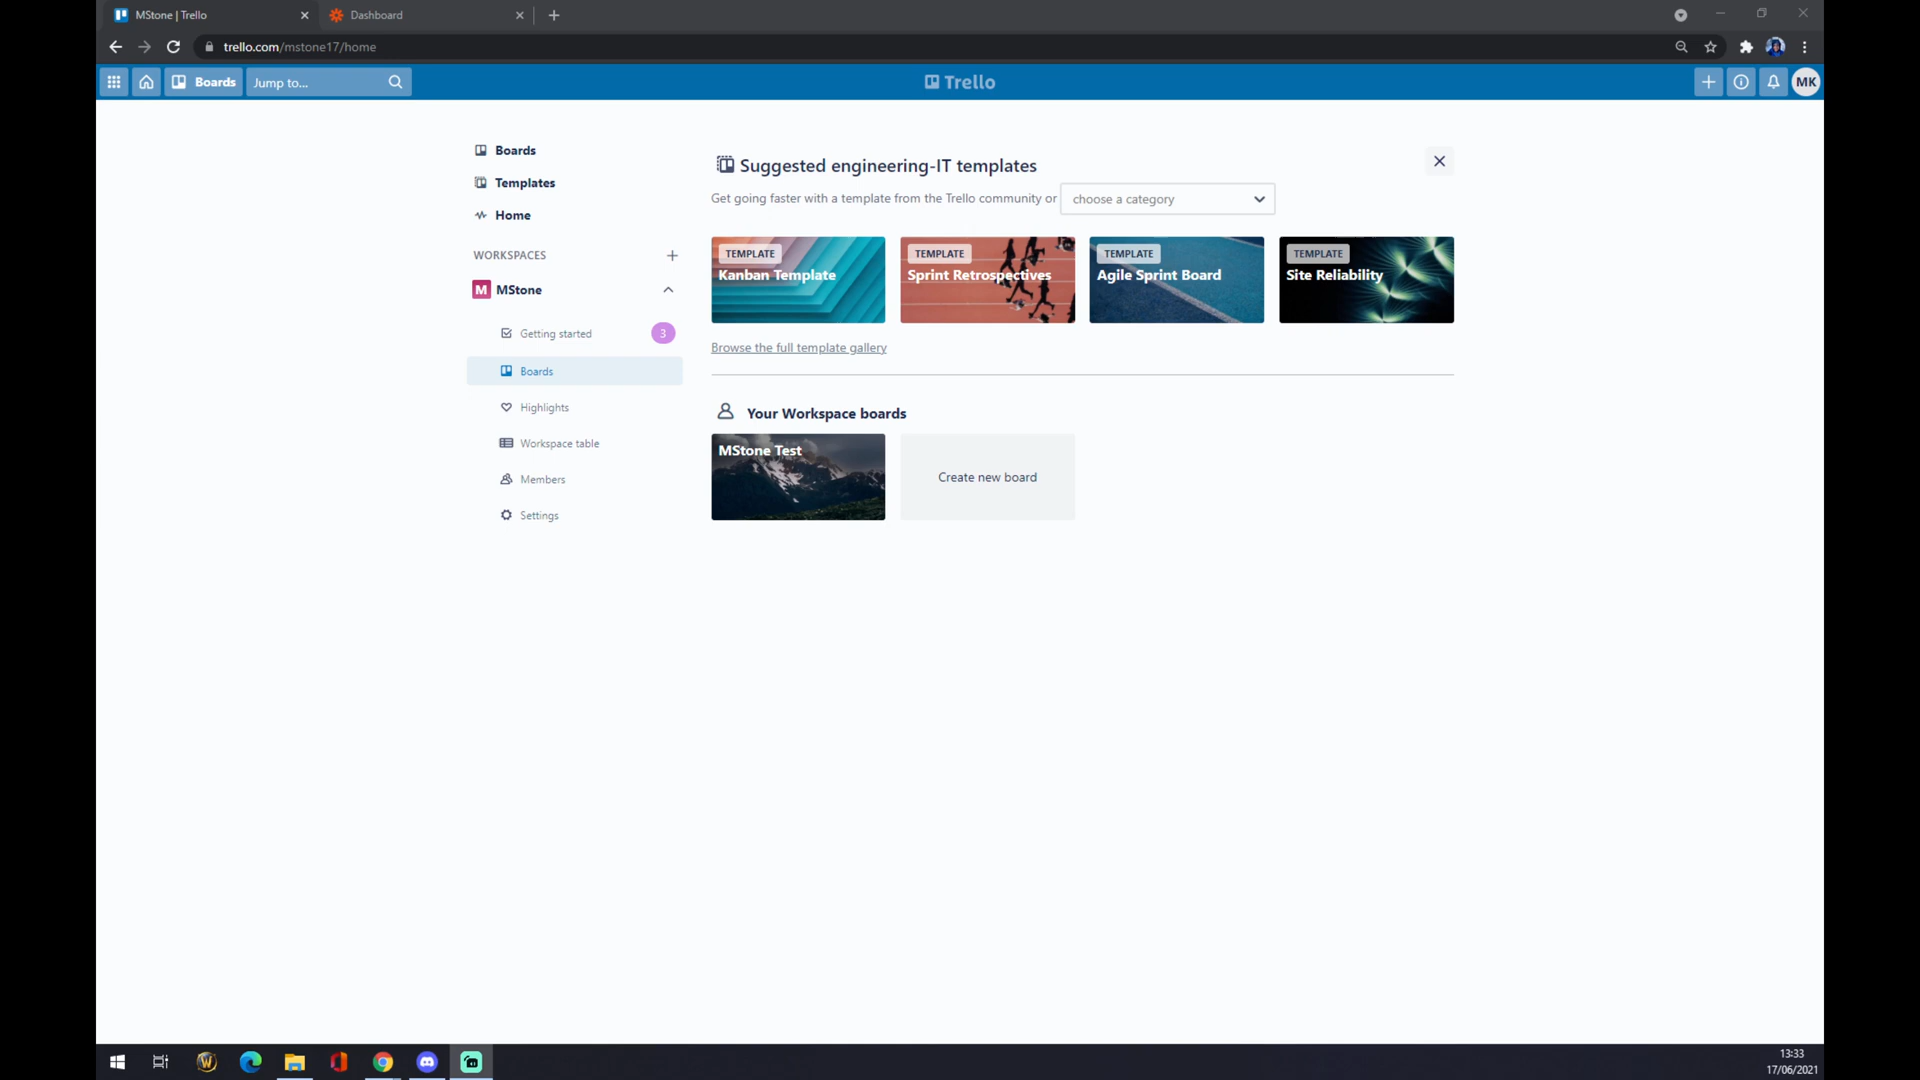 MStone | Trello
Dashboard
trello.com/mstone17/home
Boards
Jump to...
Trello
MK
Boards
Templates
Home
WORKSPACES
M MStone
Getting started
3
Boards
Highlights
Workspace table
Members
Settings
Suggested engineering-IT templates
Get going faster with a template from the Trello community or
choose a category
TEMPLATE
Kanban Template
TEMPLATE
Sprint Retrospectives
TEMPLATE
Agile Sprint Board
TEMPLATE
Site Reliability
Browse the full template gallery
Your Workspace boards
MStone Test
Create new board
13:33
17/06/2021